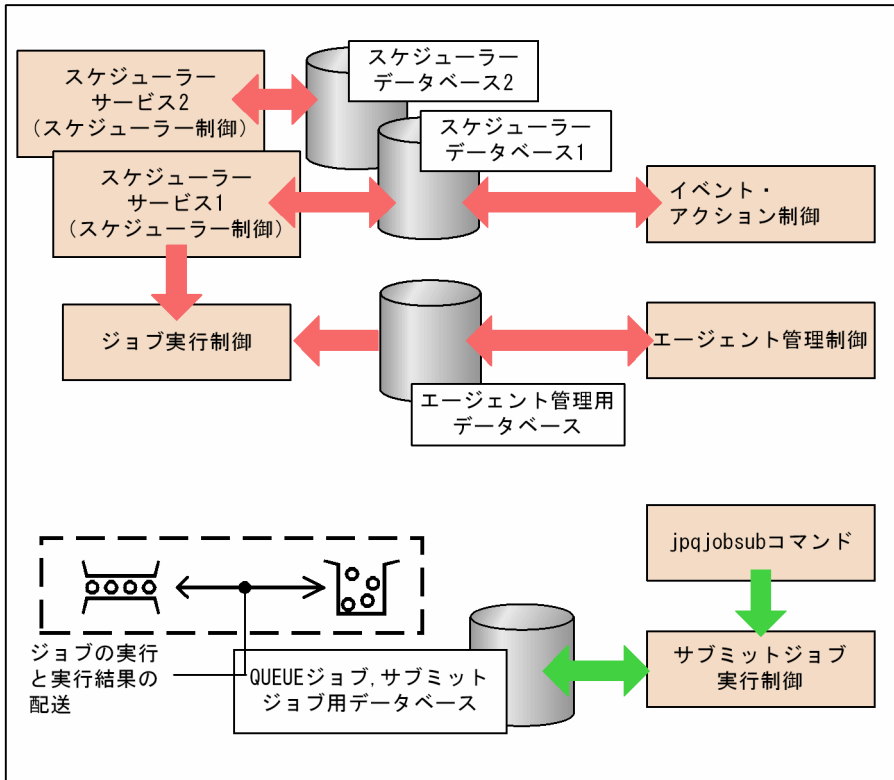 スケジューラー
サービス2
(スケジューラー制御)
スケジューラー
データベース2
スケジューラー
データベース1
スケジューラー
サービス1
(スケジューラー制御)
イベント・
アクション制御
ジョブ実行制御
エージェント管理制御
エージェント管理用
データベース
jpqjobsubコマンド
ジョブの実行
と実行結果の
配送
QUEUEジョブ,サブミット
ジョブ用データベース
サブミットジョブ
実行制御